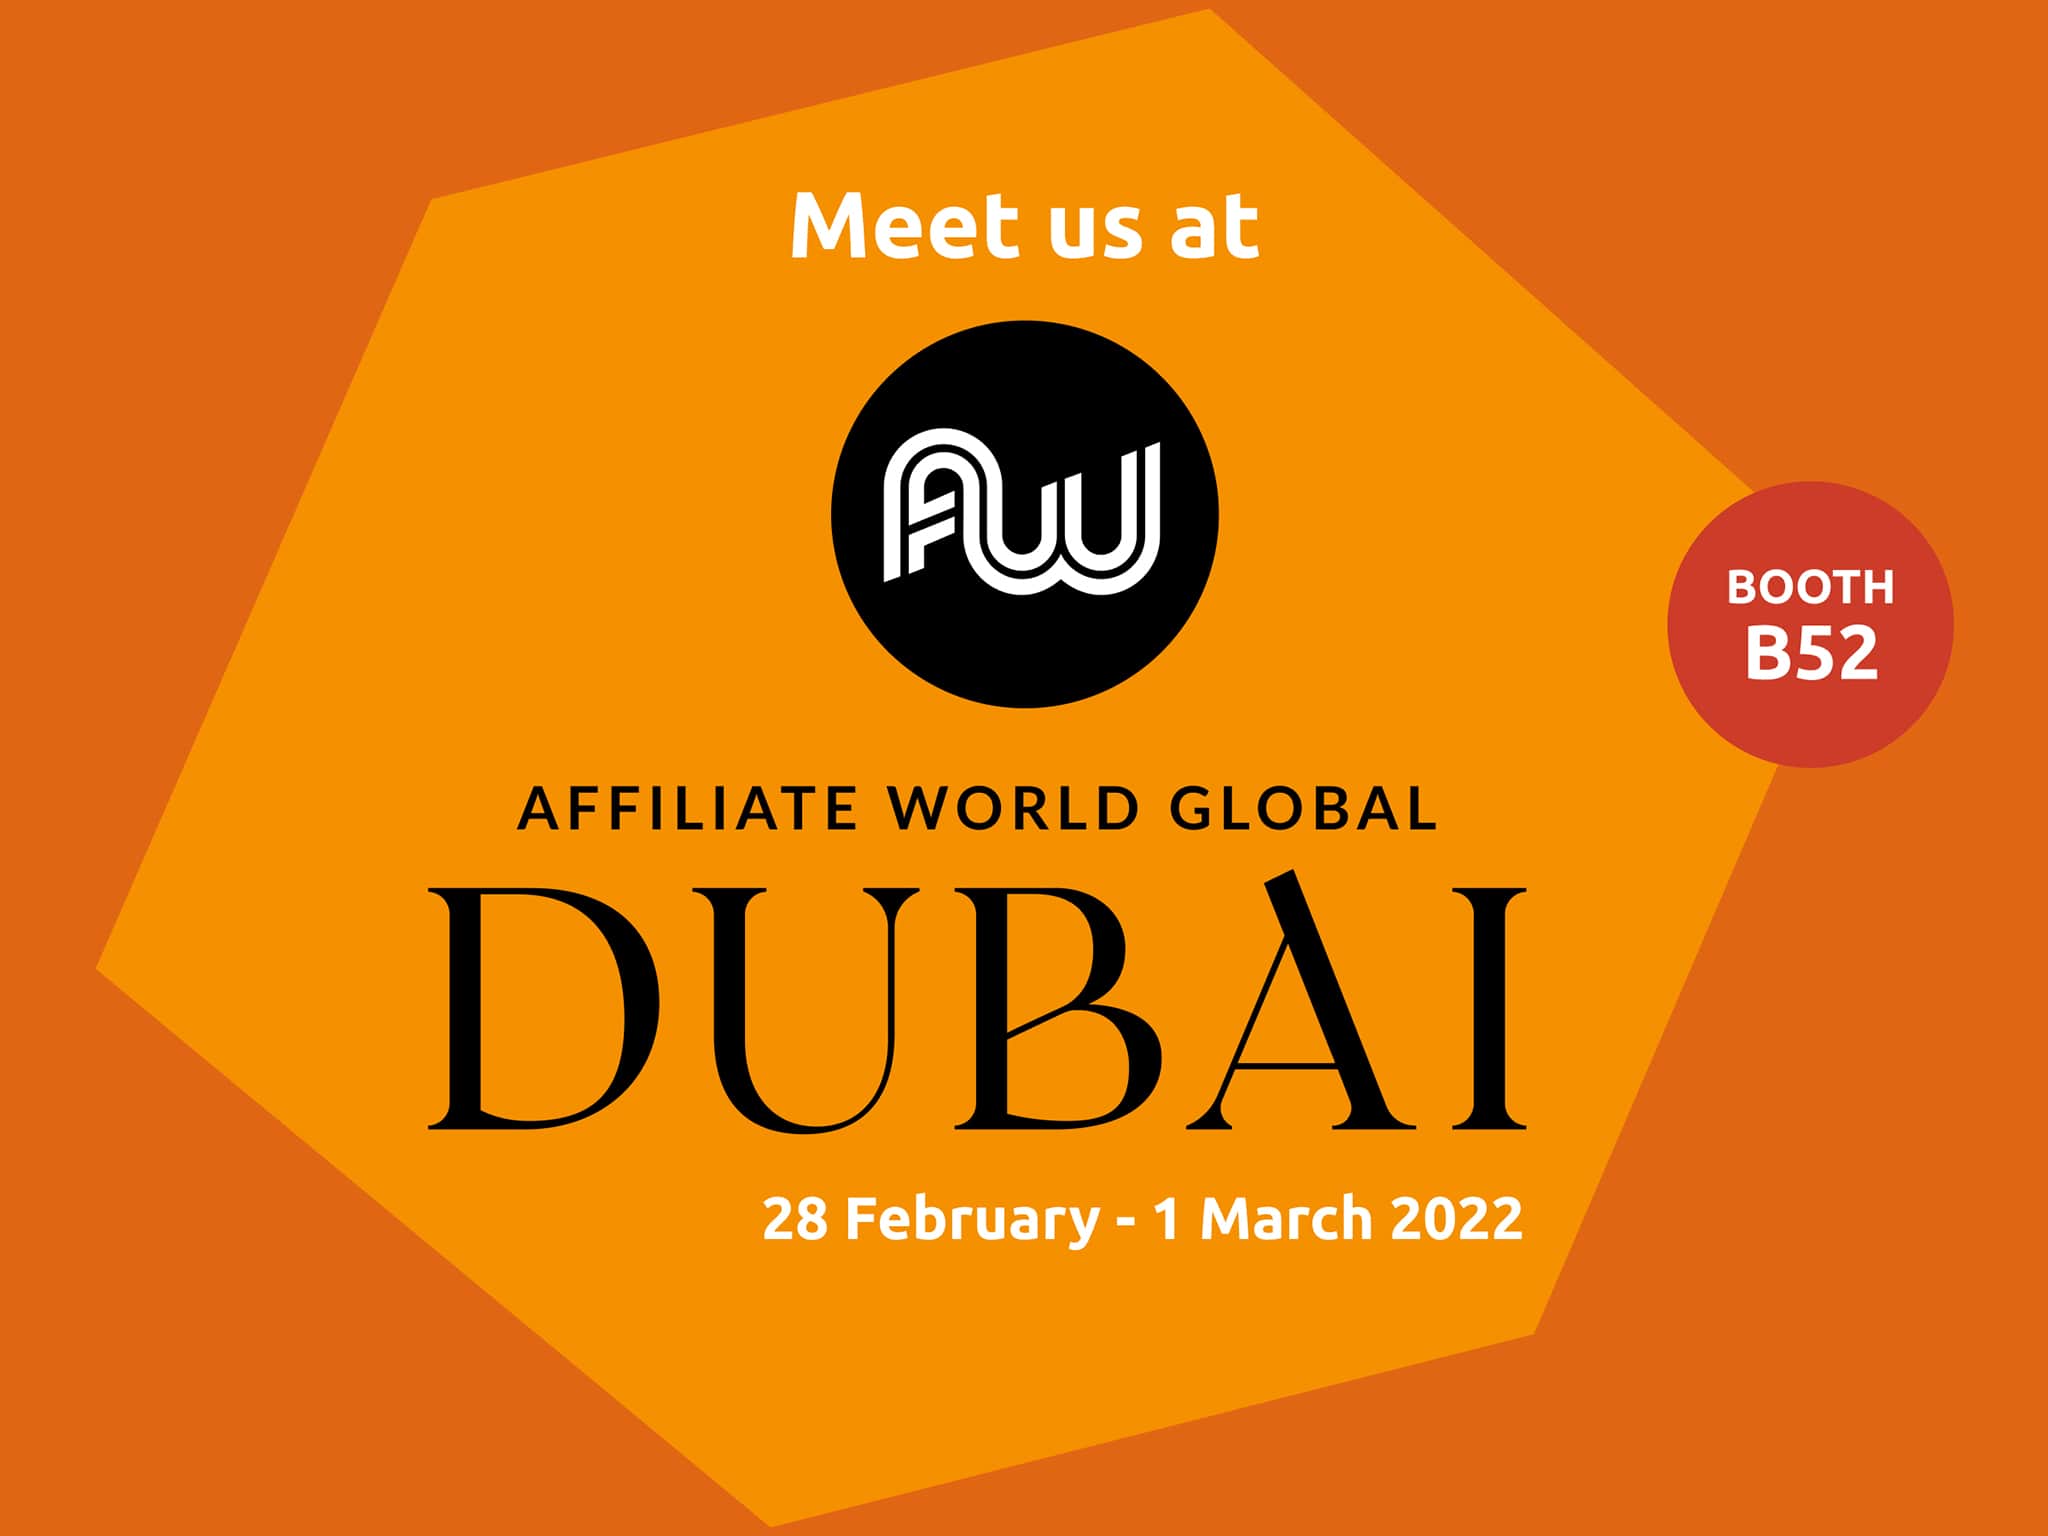 Meet us at
AW
BOOTH
B52
AFFILIATE WORLD GLOBAL
DUBAI
28 February - 1 March 2022